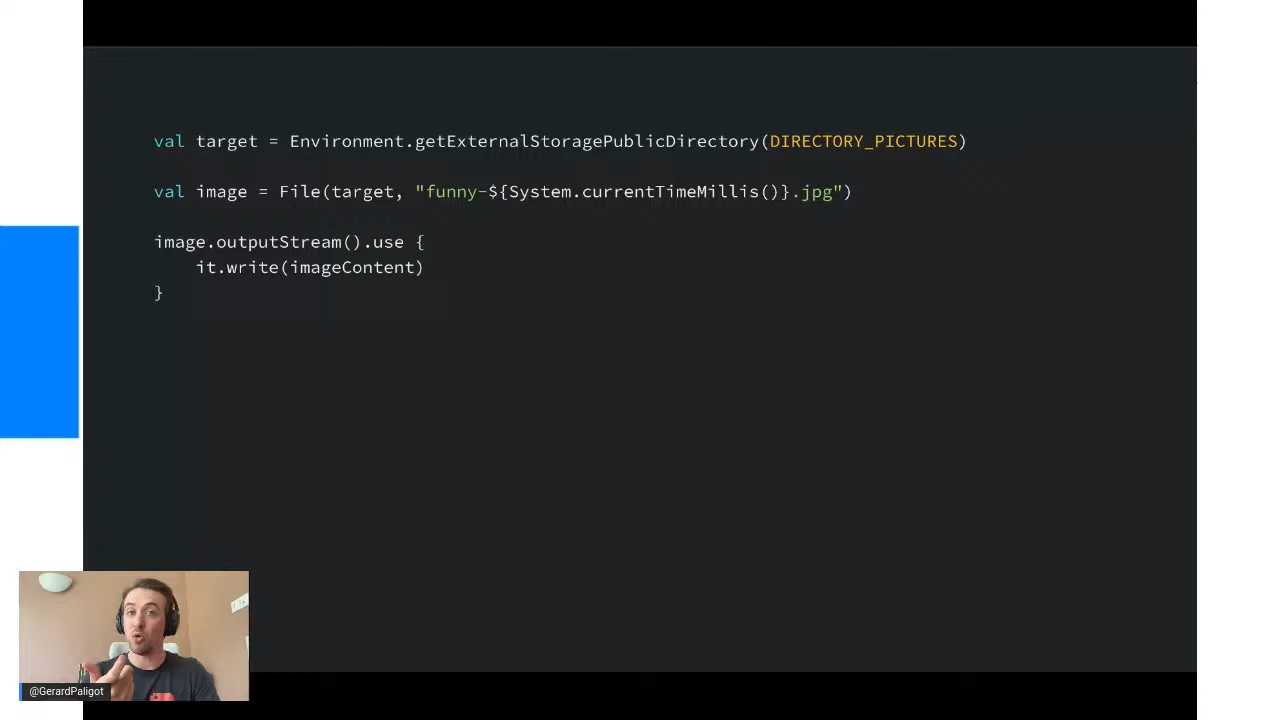 val target = Environment.getExternalStoragePublicDirectory(DIRECTORY_PICTURES)
val image = File(target, "funny-${System.currentTimeMillis()}.jpg")
image.outputStream().use {
    it.write(imageContent)
}
@GerardPaligot